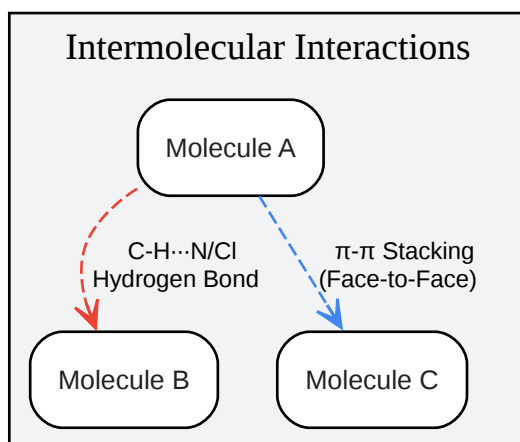 Intermolecular Interactions
Molecule A
C-H···N/Cl
Hydrogen Bond
π-π Stacking
(Face-to-Face)
Molecule B
Molecule C